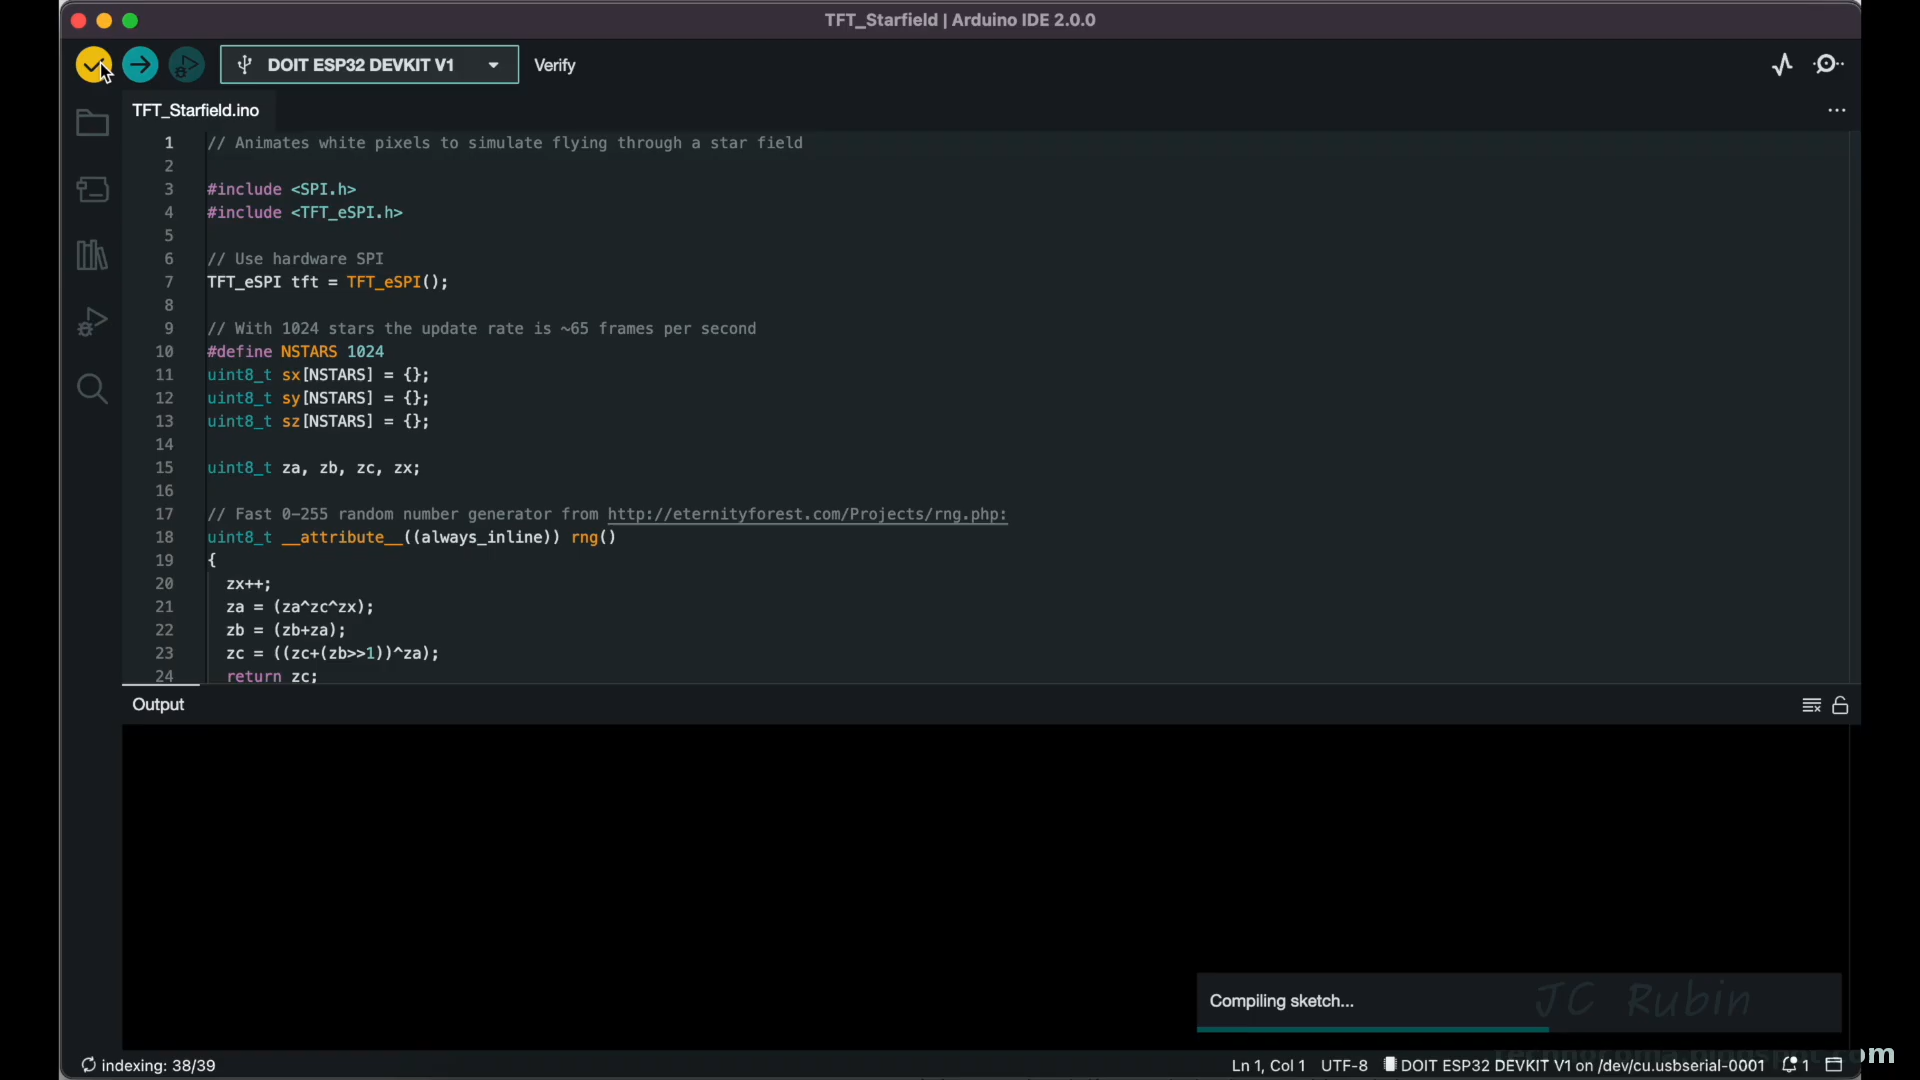 TFT_Starfield | Arduino IDE 2.0.0
DOIT ESP32 DEVKIT V1
Verify
TFT_Starfield.ino
1 // Animates white pixels to simulate flying through a star field
2
3 #include <SPI.h>
4 #include <TFT_eSPI.h>
5
6 // Use hardware SPI
7 TFT_eSPI tft = TFT_eSPI();
8
9 // With 1024 stars the update rate is ~65 frames per second
10 #define NSTARS 1024
11 uint8_t sx[NSTARS] = {};
12 uint8_t sy[NSTARS] = {};
13 uint8_t sz[NSTARS] = {};
14
15 uint8_t za, zb, zc, zx;
16
17 // Fast 0-255 random number generator from http://eternityforest.com/Projects/rng.php:
18 uint8_t __attribute__((always_inline)) rng()
19 {
20 zx++;
21 za = (za^zc^zx);
22 zb = (zb+za);
23 zc = ((zc+(zb>>1))^za);
24 return zc;
Output
Compiling sketch...
JC Rubin
indexing: 38/39
Ln 1, Col 1 UTF-8 DOIT ESP32 DEVKIT V1 on /dev/cu.usbserial-0001 1